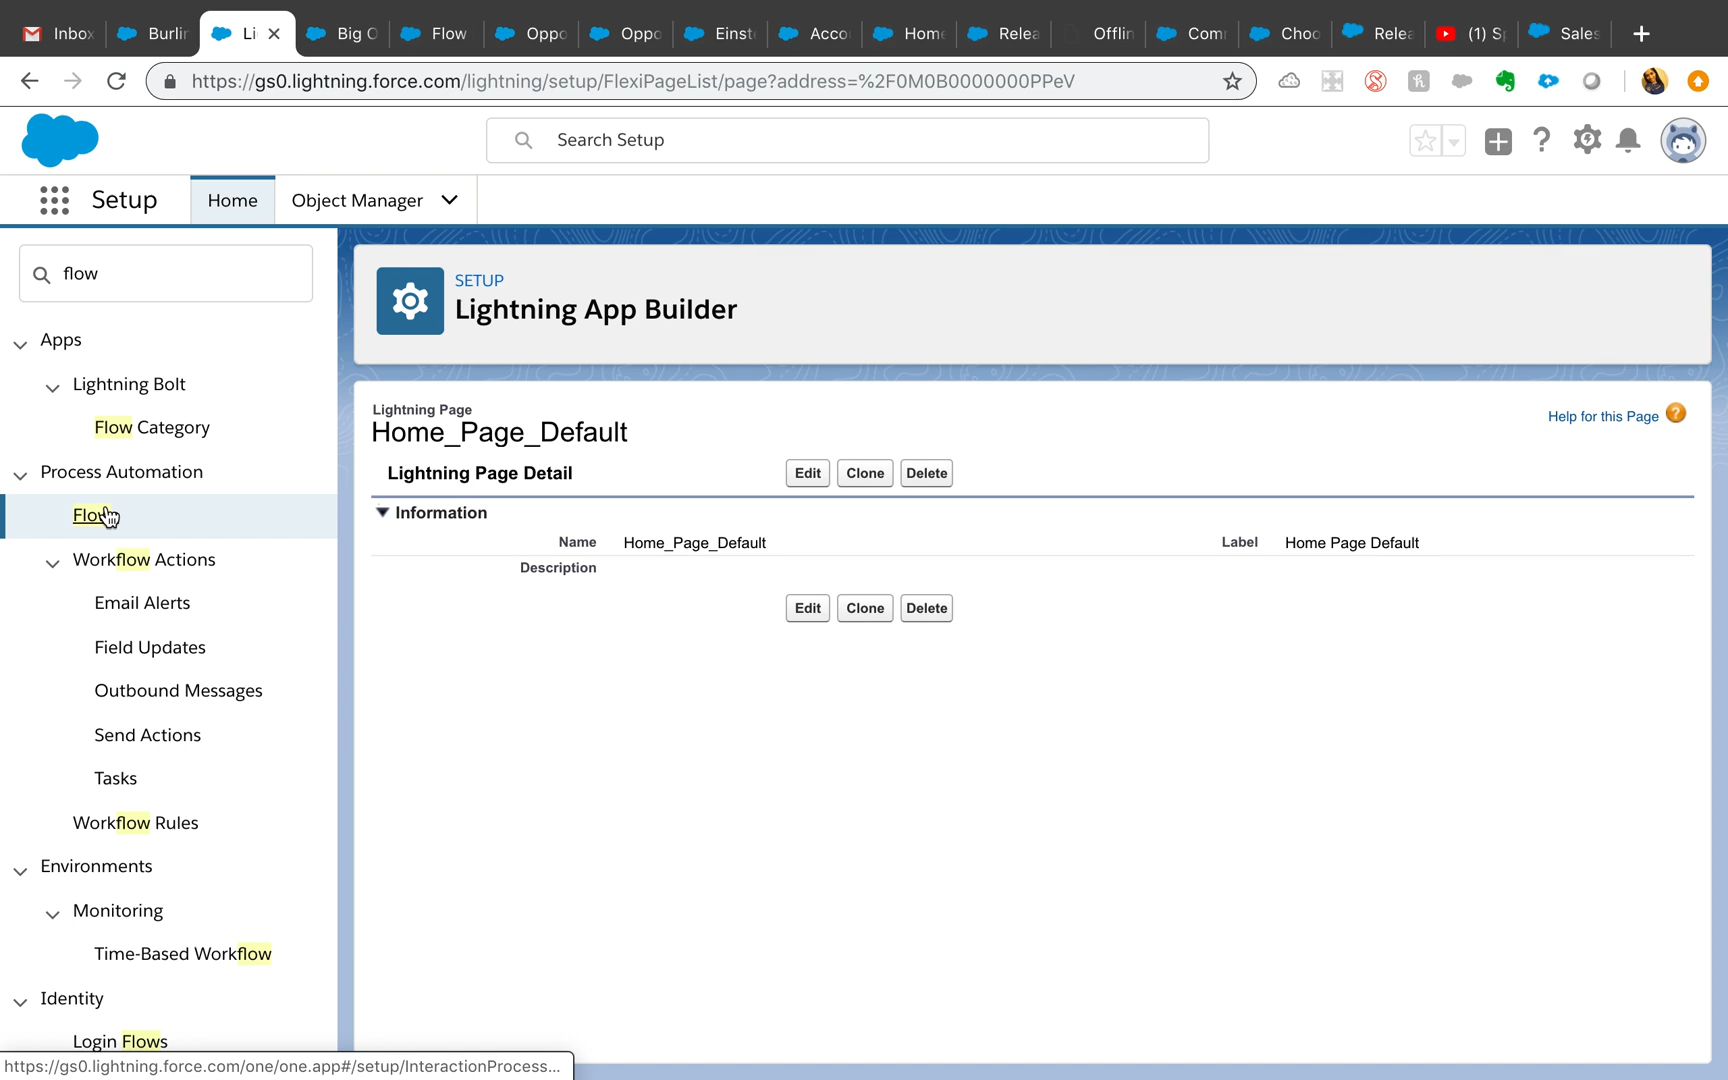 Inbox
Burlin
Li
Big O
Flow
Oppo
Oppo
Einst
Acco
Home
Relea
Offlin
Com
Choo
Relea
(1) Sp
Sales
https://gs0.lightning.force.com/lightning/setup/FlexiPageList/page?address=%2F0M0B0000000PPeV
Search Setup
Setup
Home
Object Manager
flow
Apps
Lightning Bolt
Flow Category
Process Automation
Flows
Workflow Actions
Email Alerts
Field Updates
Outbound Messages
Send Actions
Tasks
Workflow Rules
Environments
Monitoring
Time-Based Workflow
Identity
Login Flows
SETUP
Lightning App Builder
Lightning Page
Home_Page_Default
Help for this Page
Lightning Page Detail
Edit Clone Delete
Information
Name Home_Page_Default Label Home Page Default
Description
Edit Clone Delete
https://gs0.lightning.force.com/one/one.app#/setup/InteractionProcess...